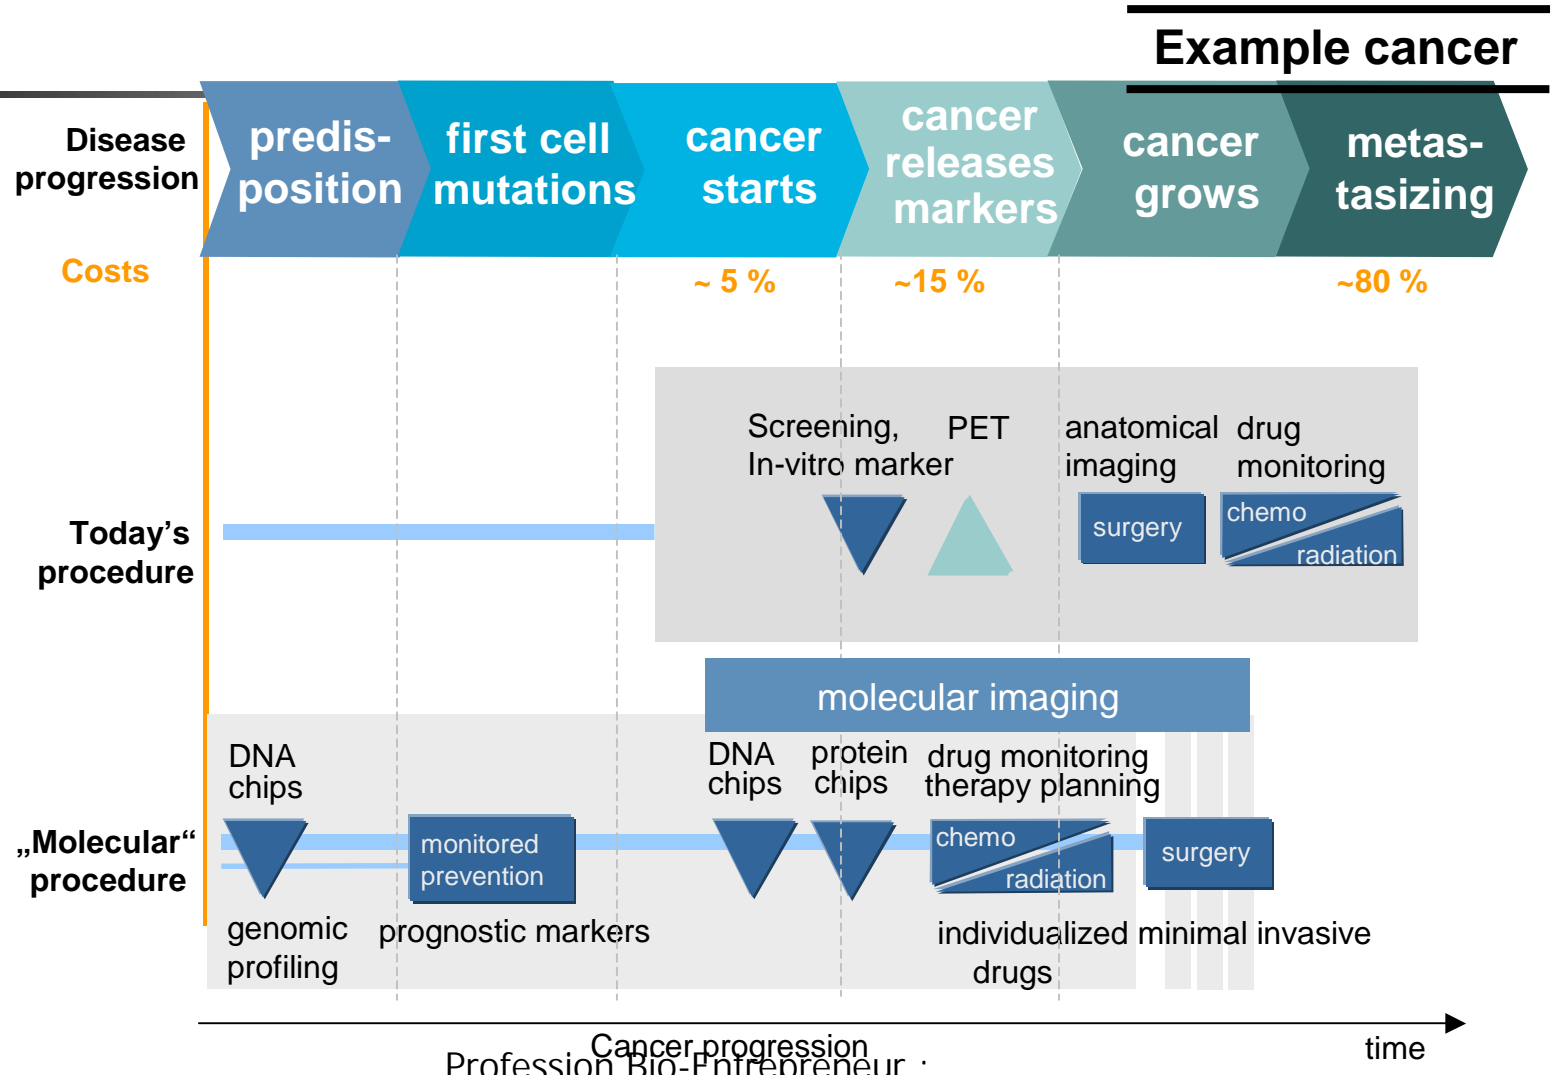 Example cancer
Disease
progression
predis-
position
first cell
mutations
cancer
starts
cancer
releases
markers
cancer
grows
metas-
tasizing
Costs
~ 5 %
~15 %
~80 %
Today’s
procedure
Screening,
In-vitro marker
PET
anatomical
imaging
drug
monitoring
surgery
chemo
radiation
molecular imaging
„Molecular“
procedure
DNA
chips
genomic
profiling
monitored
prevention
prognostic markers
DNA
chips
protein
chips
drug monitoring
therapy planning
chemo
radiation
individualized
drugs
surgery
minimal invasive
Cancer progression
time
Profession Bio-Entrepreneur :